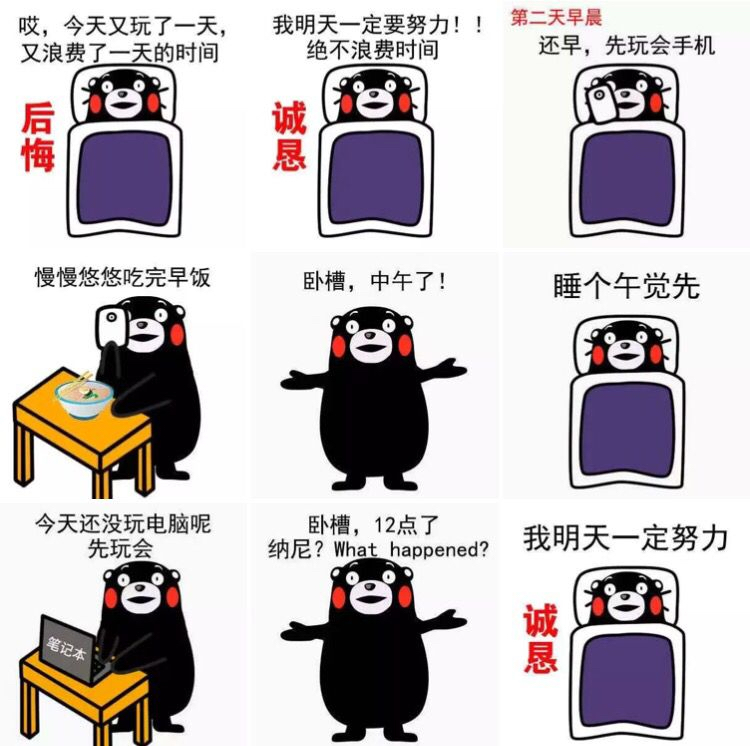 哎，今天又玩了一天，
又浪费了一天的时间
后悔
我明天一定要努力！！
绝不浪费时间
诚恳
第二天早晨
还早，先玩会手机
慢慢悠悠吃完早饭
卧槽，中午了！
睡个午觉先
今天还没玩电脑呢
先玩会
笔记本
卧槽，12点了
纳尼？What happened?
我明天一定努力
诚恳